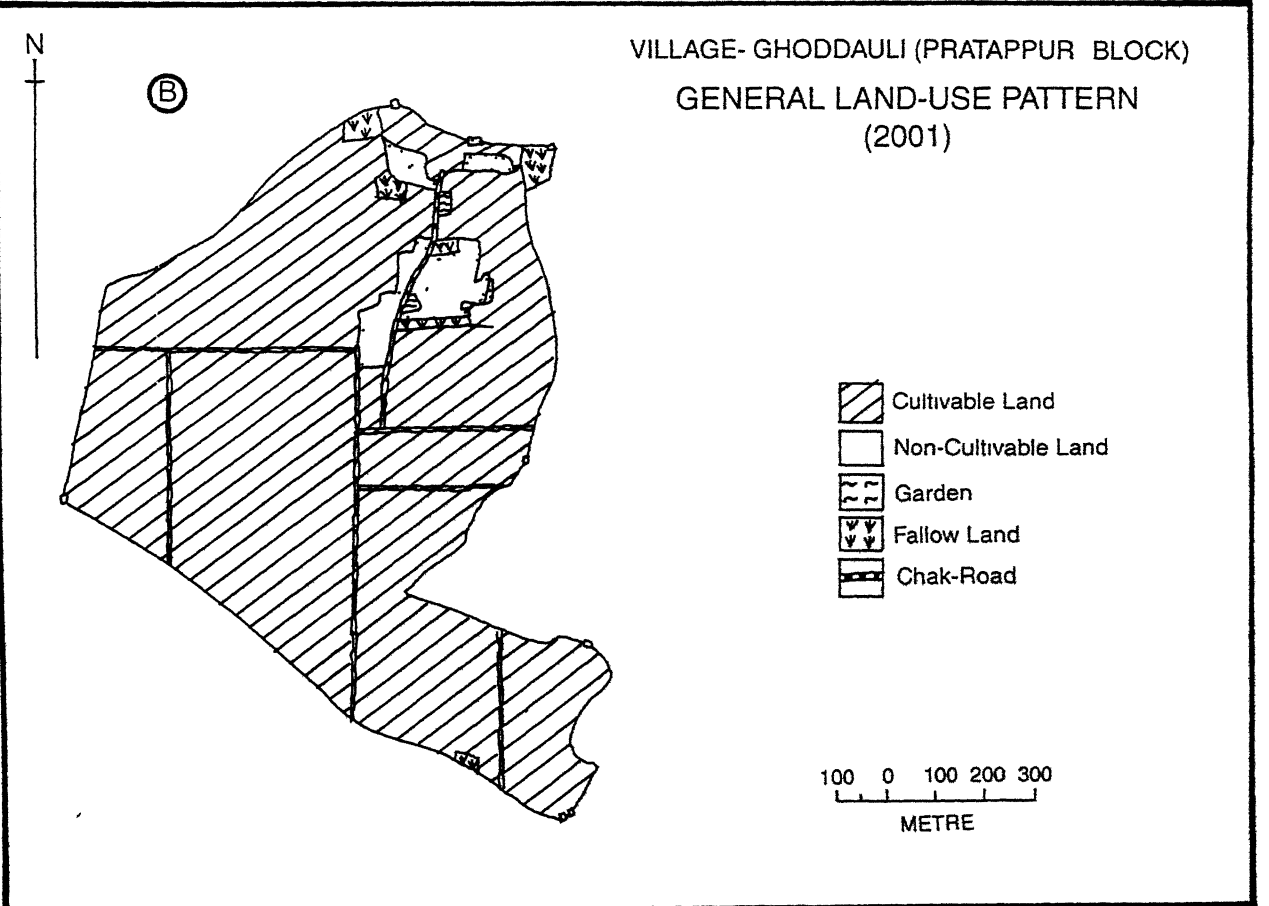 N
B
VILLAGE- GHODDAULI (PRATAPPUR BLOCK)
GENERAL LAND-USE PATTERN
(2001)
Cultivable Land
Non-Cultivable Land
Garden
Fallow Land
Chak-Road
100 0 100 200 300
METRE